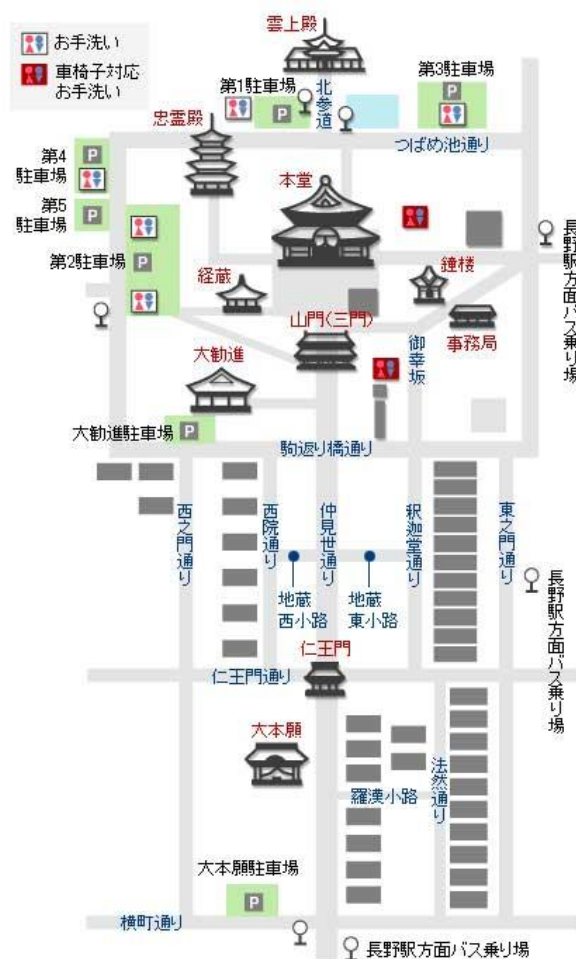 お手洗い
車椅子対応
お手洗い
雲上殿
第1駐車場
北参道
第3駐車場
忠霊殿
つばめ池通り
第4
駐車場
第5
駐車場
本堂
長野駅方面バス乗り場
第2駐車場
経蔵
鐘楼
山門(三門)
事務局
御幸坂
大勧進
大勧進駐車場
駒返り橋通り
西之門通り
西院通り
仲見世通り
釈迦堂通り
東之門通り
地蔵
西小路
地蔵
東小路
長野駅方面バス乗り場
仁王門
仁王門通り
大本願
法然通り
羅漢小路
大本願駐車場
横町通り
長野駅方面バス乗り場
P
P
P
P
P
P
P